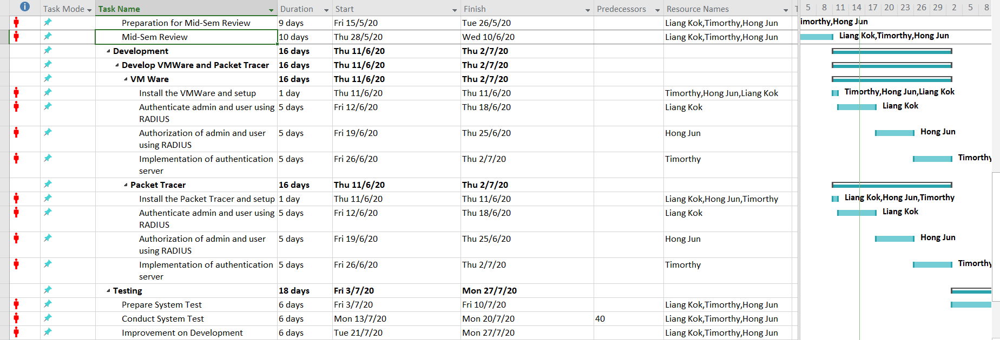 Task Mode Task Name Duration Start Finish Predecessors Resource Names 5 8 11 14 17 20 23 26 29 2 5 8
Preparation for Mid-Sem Review 9 days Fri 15/5/20 Tue 26/5/20 Liang Kok,Timorthy,Hong Jun imorthy,Hong Jun
Mid-Sem Review 10 days Thu 28/5/20 Wed 10/6/20 Liang Kok,Timorthy,Hong Jun Liang Kok,Timorthy,Hong Jun
Development 16 days Thu 11/6/20 Thu 2/7/20
Develop VMWare and Packet Tracer 16 days Thu 11/6/20 Thu 2/7/20
VM Ware 16 days Thu 11/6/20 Thu 2/7/20
Install the VMWare and setup 1 day Thu 11/6/20 Thu 11/6/20 Timorthy,Hong Jun,Liang Kok Timorthy,Hong Jun,Liang Kok
Authenticate admin and user using 5 days Fri 12/6/20 Thu 18/6/20 Liang Kok Liang Kok
RADIUS
Authorization of admin and user 5 days Fri 19/6/20 Thu 25/6/20 Hong Jun Hong Jun
using RADIUS
Implementation of authentication 5 days Fri 26/6/20 Thu 2/7/20 Timorthy Timorthy
server
Packet Tracer 16 days Thu 11/6/20 Thu 2/7/20
Install the Packet Tracer and setup 1 day Thu 11/6/20 Thu 11/6/20 Liang Kok,Hong Jun,Timorthy Liang Kok,Hong Jun,Timorthy
Authenticate admin and user using 5 days Fri 12/6/20 Thu 18/6/20 Liang Kok Liang Kok
RADIUS
Authorization of admin and user 5 days Fri 19/6/20 Thu 25/6/20 Hong Jun Hong Jun
using RADIUS
Implementation of authentication 5 days Fri 26/6/20 Thu 2/7/20 Timorthy Timorthy
server
Testing 18 days Fri 3/7/20 Mon 27/7/20
Prepare System Test 6 days Fri 3/7/20 Fri 10/7/20 Liang Kok,Timorthy,Hong Jun
Conduct System Test 6 days Mon 13/7/20 Mon 20/7/20 40 Liang Kok,Timorthy,Hong Jun
Improvement on Development 6 days Tue 21/7/20 Mon 27/7/20 Liang Kok,Timorthy,Hong Jun